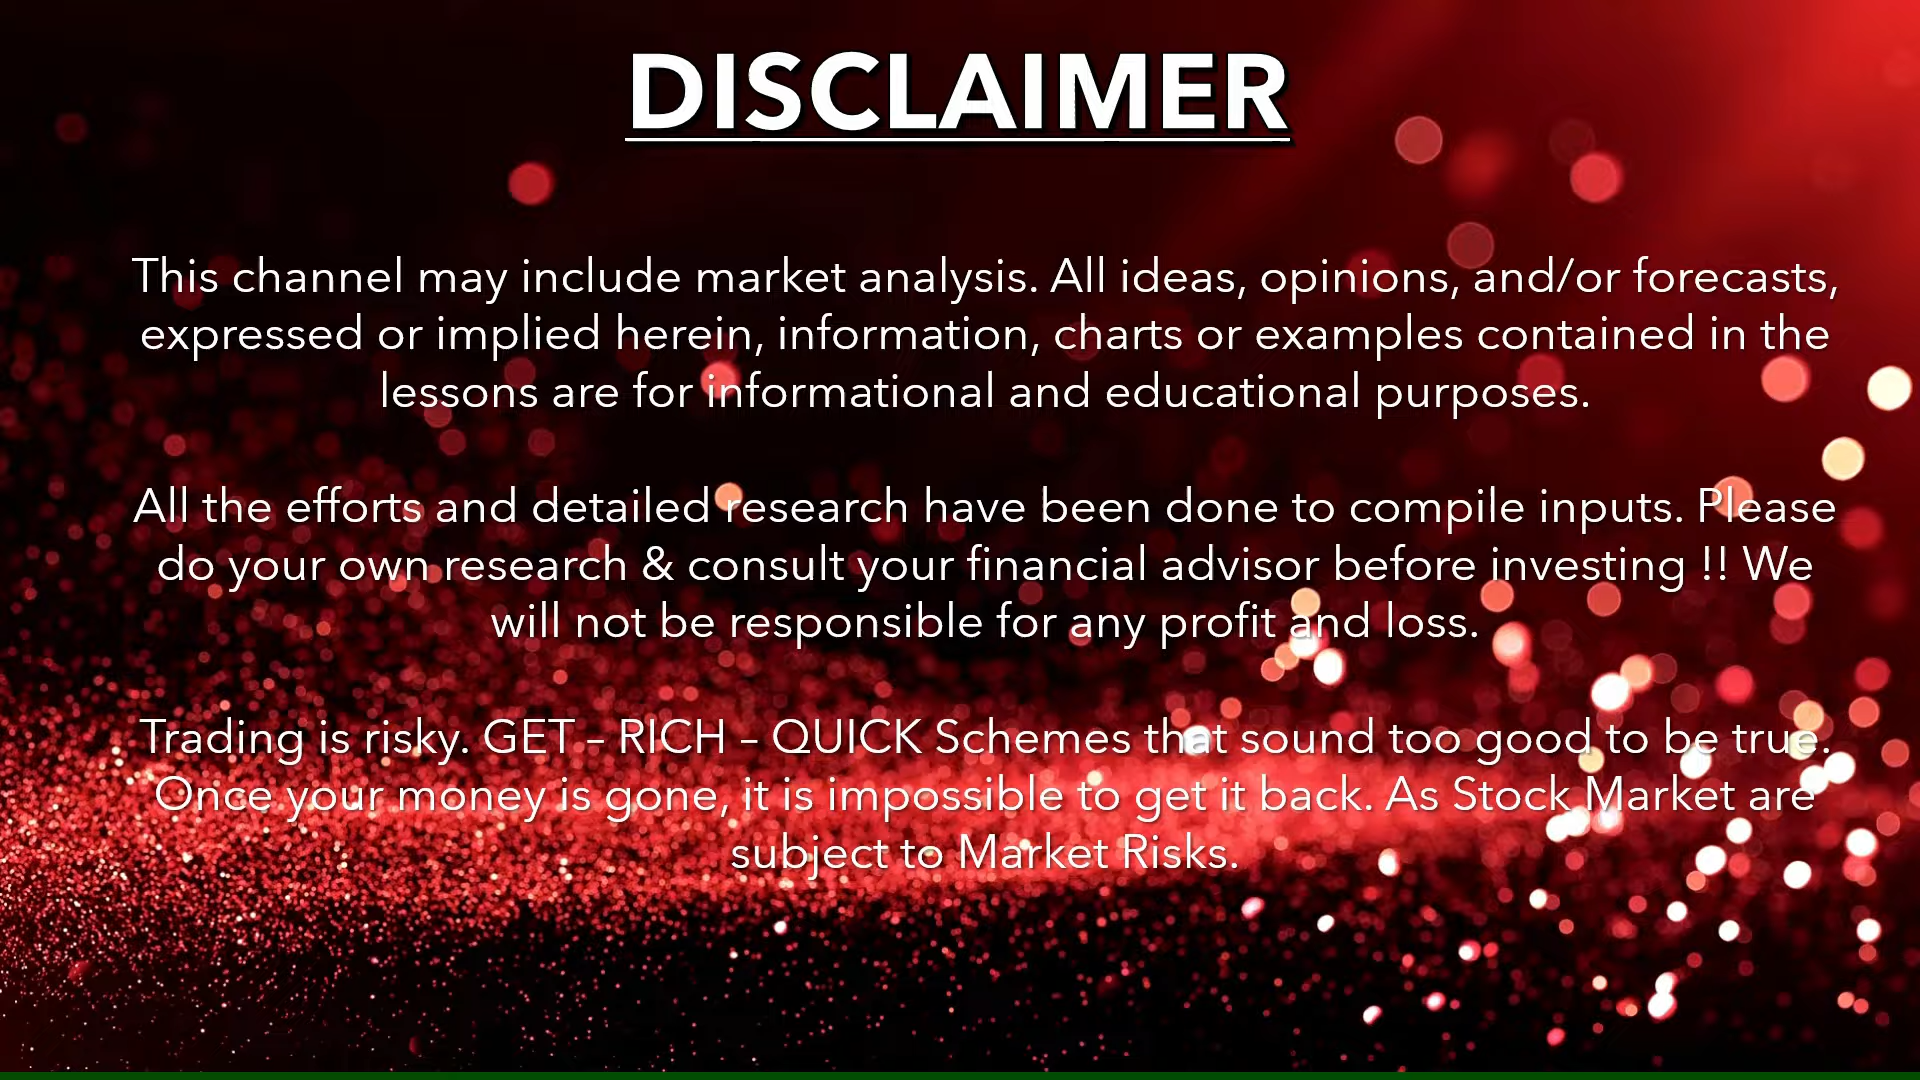 DISCLAIMER
This channel may include market analysis. All ideas, opinions, and/or forecasts,
expressed or implied herein, information, charts or examples contained in the
lessons are for informational and educational purposes.
All the efforts and detailed research have been done to compile inputs. Please
do your own research & consult your financial advisor before investing !! We
will not be responsible for any profit and loss.
Trading is risky. GET – RICH – QUICK Schemes that sound too good to be true.
Once your money is gone, it is impossible to get it back. As Stock Market are
subject to Market Risks.